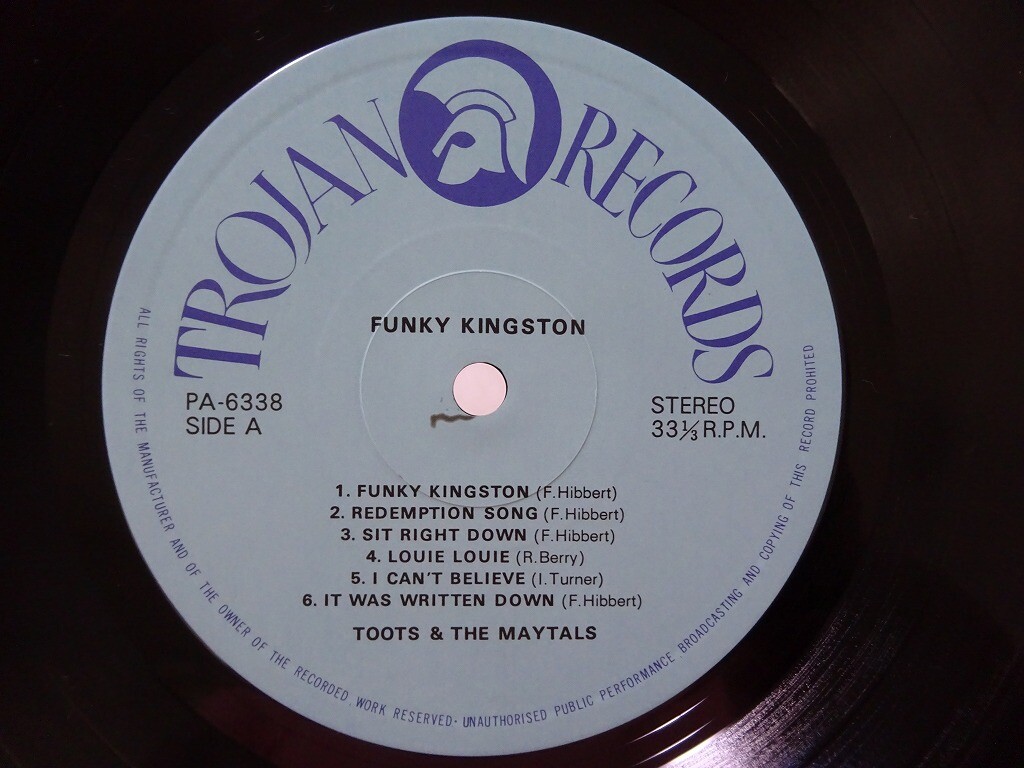 TROJAN RECORDS
FUNKY KINGSTON
PA-6338
SIDE A
STEREO
33⅓ R.P.M.
1. FUNKY KINGSTON (F.Hibbert)
2. REDEMPTION SONG (F.Hibbert)
3. SIT RIGHT DOWN (F.Hibbert)
4. LOUIE LOUIE (R.Berry)
5. I CAN'T BELIEVE (I.Turner)
6. IT WAS WRITTEN DOWN (F.Hibbert)
TOOTS & THE MAYTALS
ALL RIGHTS OF THE MANUFACTURER AND OF THE OWNER OF THE RECORDED WORK RESERVED· UNAUTHORISED PUBLIC PERFORMANCE BROADCASTING AND COPYING OF THIS RECORD PROHIBITED